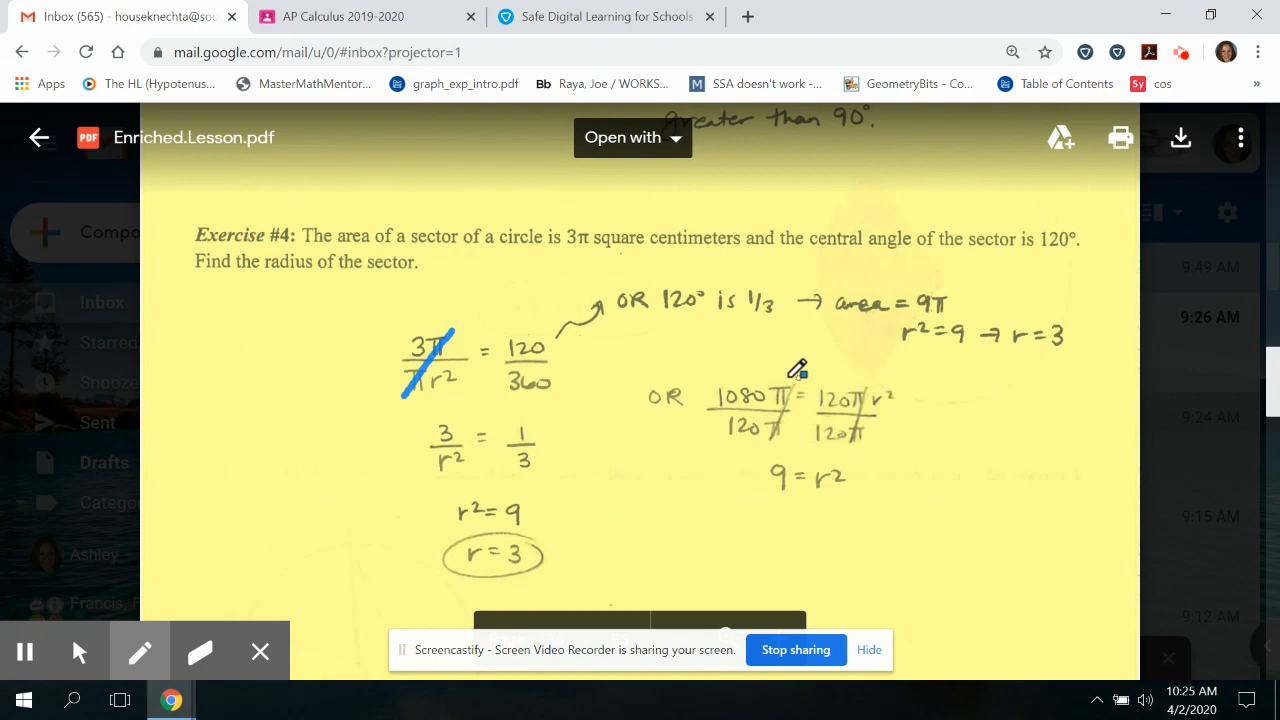 Inbox (565) - houseknechta@sou
AP Calculus 2019-2020
Safe Digital Learning for Schools
mail.google.com/mail/u/0/#inbox?projector=1
Apps
The HL (Hypotenus...
MasterMathMentor...
graph_exp_intro.pdf
Bb Raya, Joy / WORKS...
M SSA doesn't work -...
GeometryBits - Co...
Table of Contents
Sy cos
»
greater than 90°.
PDF Enriched.Lesson.pdf
Open with
Compo
Exercise #4: The area of a sector of a circle is 3π square centimeters and the central angle of the sector is 120°.
Find the radius of the sector.
9:49 AM
Inbox
OR 120° is 1/3 → area = 9π
9:26 AM
Starred
r² = 9 → r = 3
3π/πr² = 120/360
Snooze
OR 1080π/120π = 120πr²/120π
Sent
9:24 AM
3/r² = 1/3
Drafts
9 = r²
Catego
r² = 9
9:15 AM
r = 3
Ashley
Francis, F
9:12 AM
Screencastify - Screen Video Recorder is sharing your screen.
Stop sharing
Hide
10:25 AM
4/2/2020